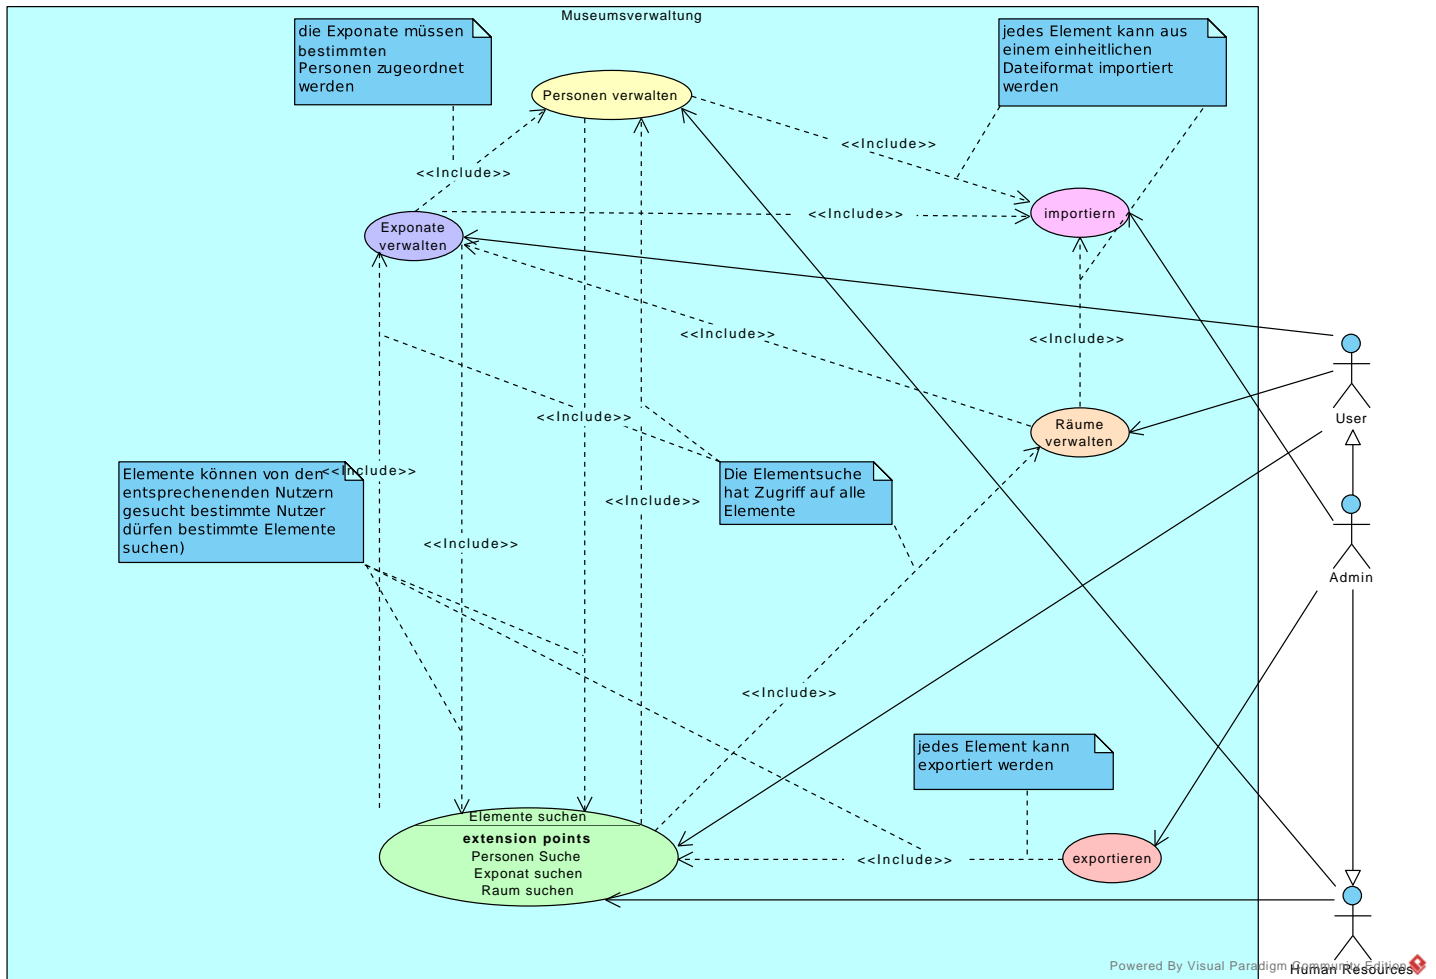 Museumsverwaltung
die Exponate müssen
bestimmten
Personen zugeordnet
werden
jedes Element kann aus
einem einheitlichen
Dateiformat importiert
werden
Personen verwalten
<<Include>>
<<Include>>
Exponate
verwalten
<<Include>>
importiern
<<Include>>
<<Include>>
User
<<Include>>
Räume
verwalten
<<Include>>
Elemente können von den
entsprechenenden Nutzern
gesucht bestimmte Nutzer
dürfen bestimmte Elemente
suchen)
Die Elementsuche
hat Zugriff auf alle
Elemente
<<Include>>
<<Include>>
Admin
<<Include>>
jedes Element kann
exportiert werden
Elemente suchen
extension points
Personen Suche
Exponat suchen
Raum suchen
<<Include>>
exportieren
Human Resources
Powered By Visual Paradigm Community Edition